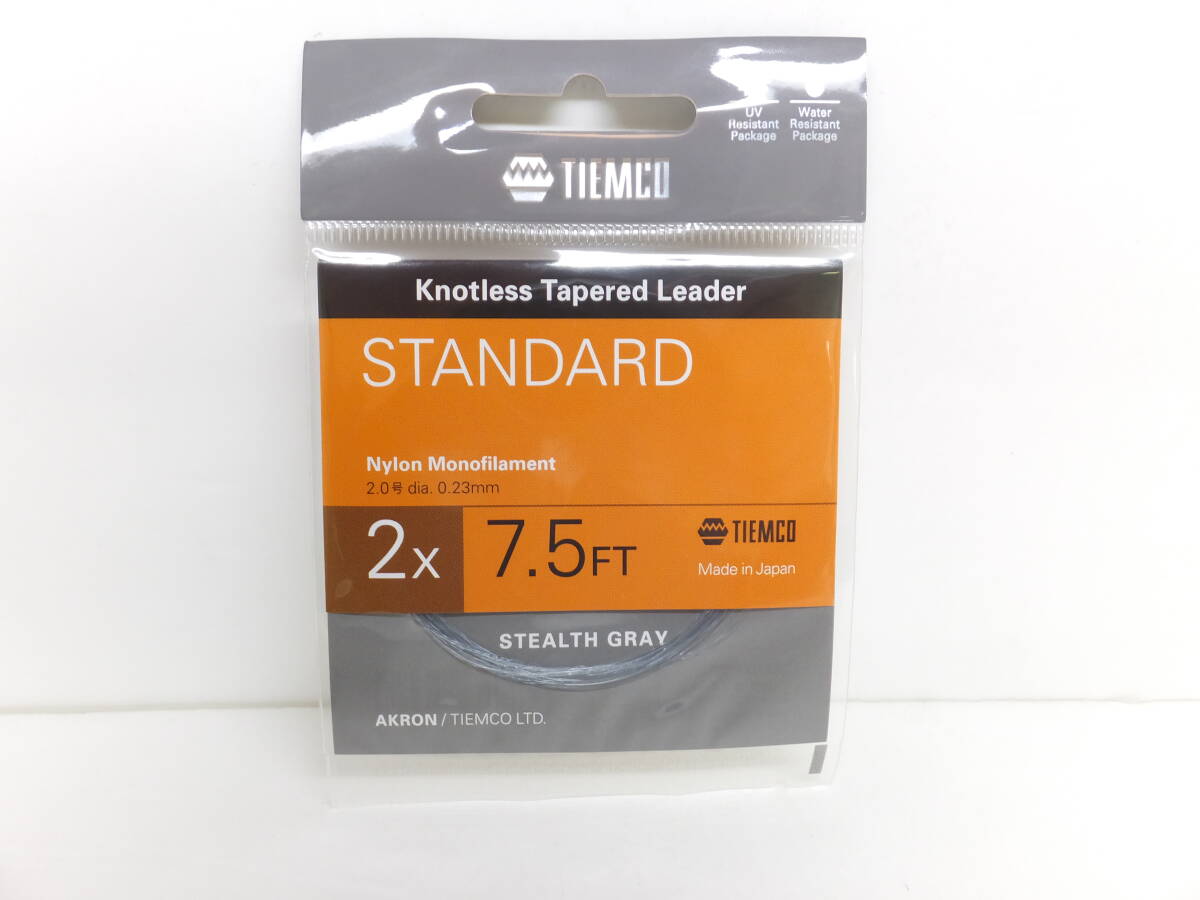 UV
Resistant
Package
Water
Resistant
Package
TIEMCO
Knotless Tapered Leader
STANDARD
Nylon Monofilament
2.0号 dia. 0.23mm
2X
7.5FT
TIEMCO
Made in Japan
STEALTH GRAY
AKRON / TIEMCO LTD.